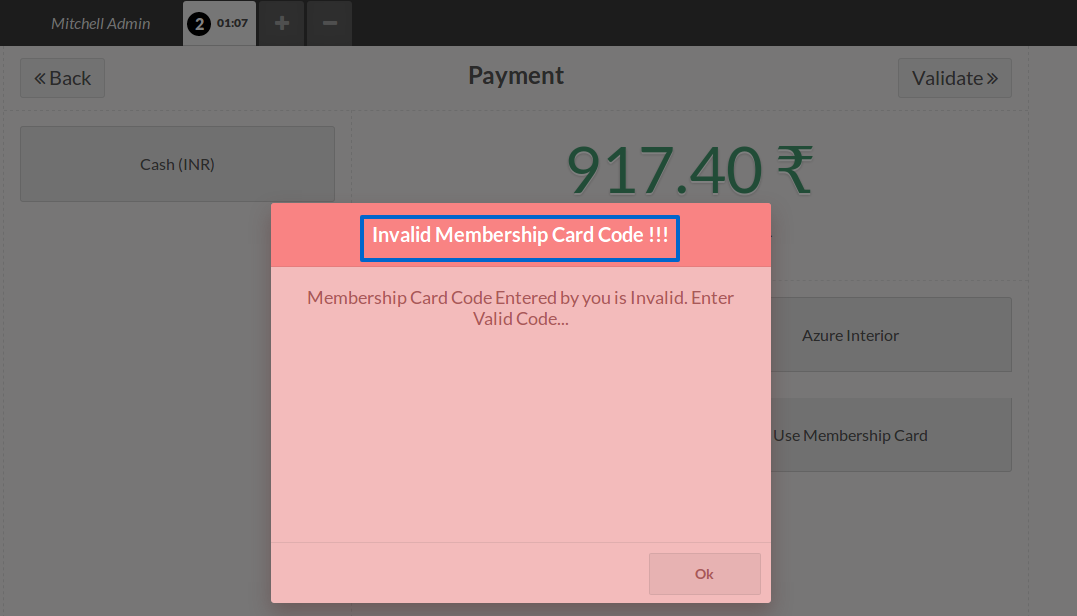 Mitchell Admin
2 01:07
Back
Payment
Validate
Cash (INR)
917.40 ₹
Invalid Membership Card Code !!!
Membership Card Code Entered by you is Invalid. Enter
Valid Code...
Azure Interior
Use Membership Card
Ok